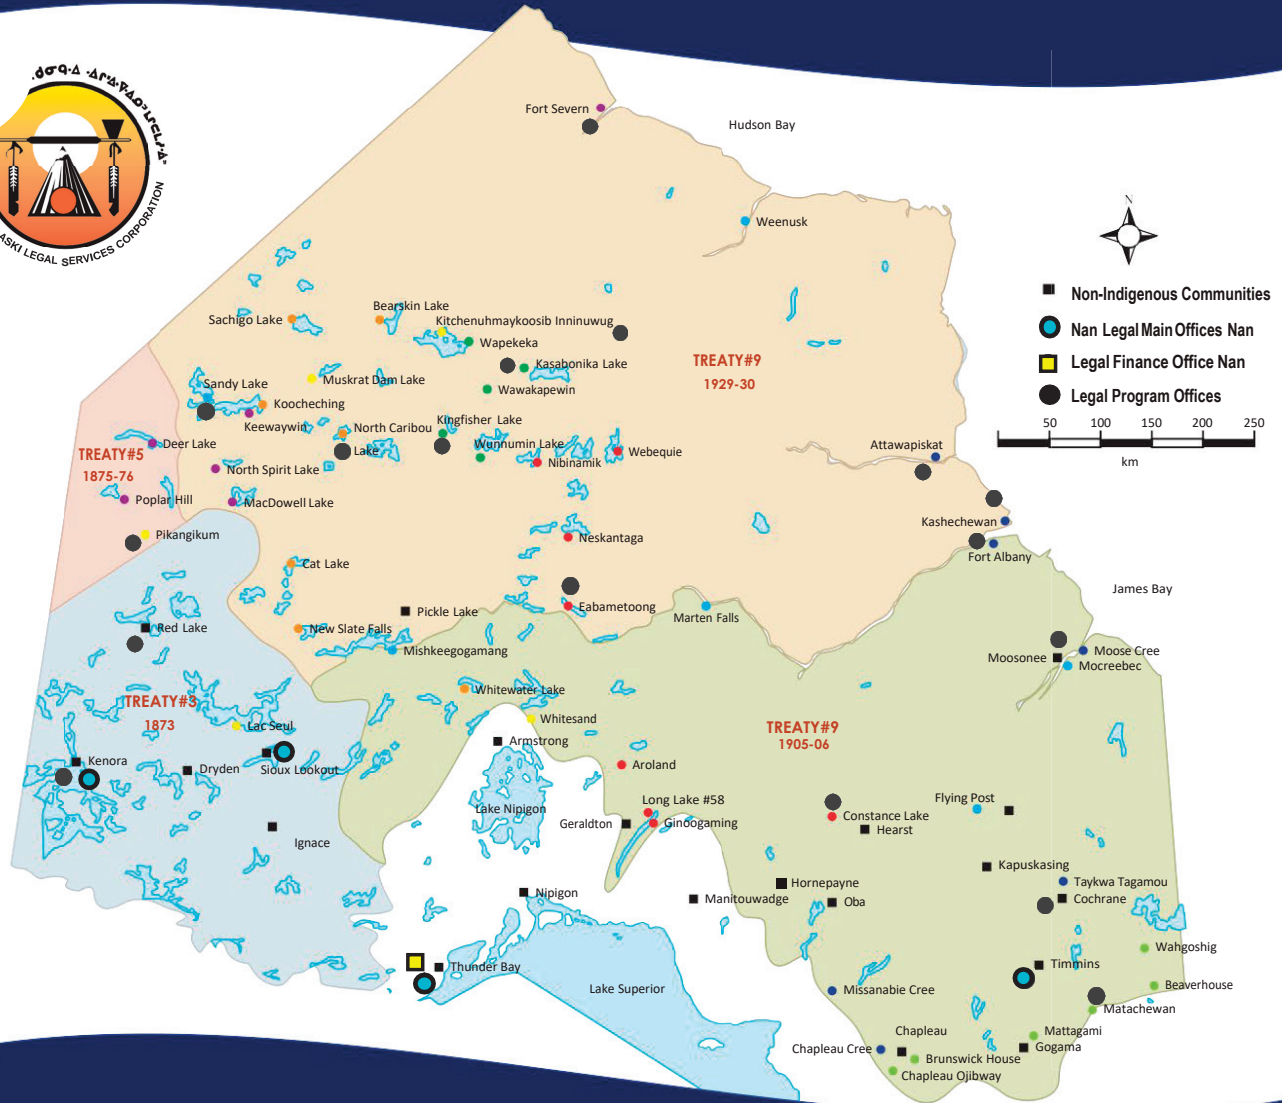 ASKI LEGAL SERVICES CORPORATION
Fort Severn
Hudson Bay
Weenusk
N
Non-Indigenous Communities
Nan Legal Main Offices Nan
Legal Finance Office Nan
Legal Program Offices
50 100 150 200 250
km
Bearskin Lake
Sachigo Lake
Kitchenuhmaykoosib Inninuwug
Wapekeka
Kasabonika Lake
TREATY#9
1929-30
Sandy Lake
Muskrat Dam Lake
Wawakapewin
Koocheching
Keewaywin
North Caribou
Lake
Kingfisher Lake
Wunnumin Lake
Nibinamik
Webequie
Attawapiskat
Deer Lake
TREATY#5
1875-76
North Spirit Lake
Poplar Hill
MacDowell Lake
Kashechewan
Pikangikum
Neskantaga
Fort Albany
Cat Lake
James Bay
Pickle Lake
Eabametoong
Marten Falls
Red Lake
New Slate Falls
Mishkeegogamang
Moosonee
Moose Cree
Mocreebec
TREATY#3
1873
Whitewater Lake
Lac Seul
Whitesand
TREATY#9
1905-06
Armstrong
Kenora
Dryden
Sioux Lookout
Aroland
Lake Nipigon
Long Lake #58
Geraldton
Ginoogaming
Flying Post
Constance Lake
Hearst
Ignace
Kapuskasing
Hornepayne
Taykwa Tagamou
Nipigon
Manitouwadge
Oba
Cochrane
Wahgoshig
Thunder Bay
Timmins
Lake Superior
Missanabie Cree
Beaverhouse
Matachewan
Chapleau
Mattagami
Chapleau Cree
Gogama
Brunswick House
Chapleau Ojibway